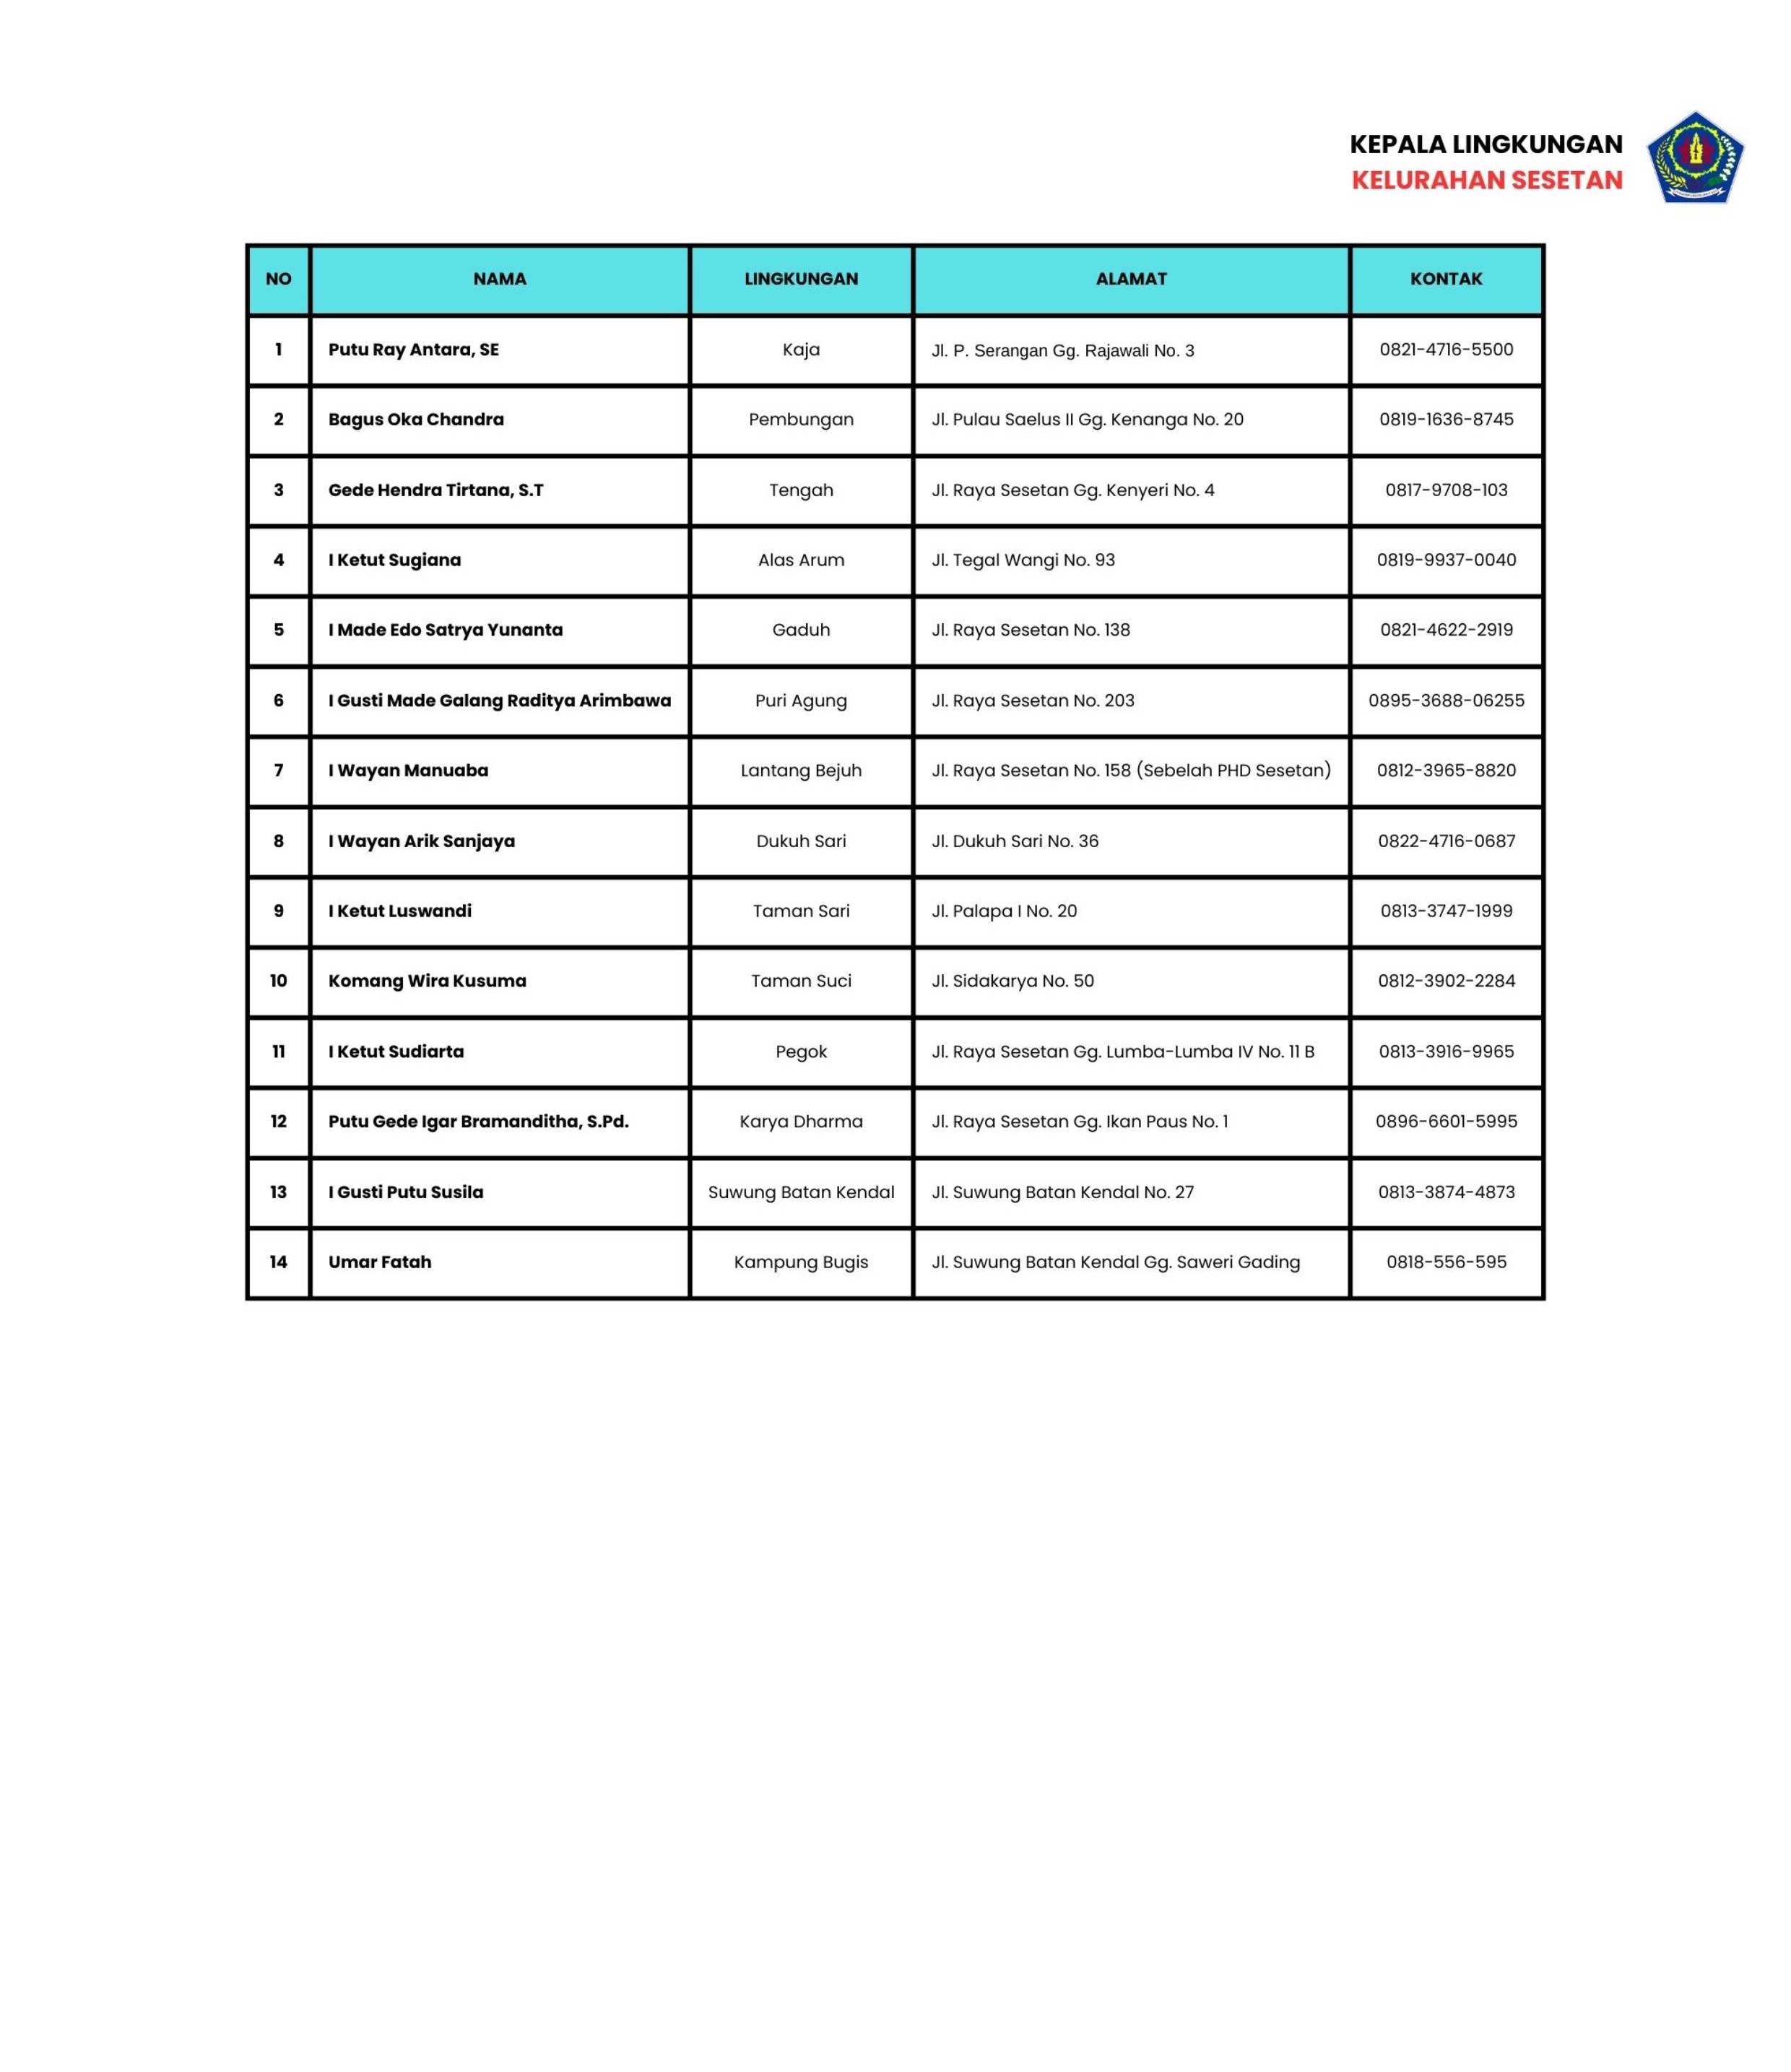 KEPALA LINGKUNGAN
KELURAHAN SESETAN
NO NAMA LINGKUNGAN ALAMAT KONTAK
1 Putu Ray Antara, SE Kaja Jl. P. Serangan Gg. Rajawali No. 3 0821-4716-5500
2 Bagus Oka Chandra Pembungan Jl. Pulau Saelus II Gg. Kenanga No. 20 0819-1636-8745
3 Gede Hendra Tirtana, S.T Tengah Jl. Raya Sesetan Gg. Kenyeri No. 4 0817-9708-103
4 I Ketut Sugiana Alas Arum Jl. Tegal Wangi No. 93 0819-9937-0040
5 I Made Edo Satrya Yunanta Gaduh Jl. Raya Sesetan No. 138 0821-4622-2919
6 I Gusti Made Galang Raditya Arimbawa Puri Agung Jl. Raya Sesetan No. 203 0895-3688-06255
7 I Wayan Manuaba Lantang Bejuh Jl. Raya Sesetan No. 158 (Sebelah PHD Sesetan) 0812-3965-8820
8 I Wayan Arik Sanjaya Dukuh Sari Jl. Dukuh Sari No. 36 0822-4716-0687
9 I Ketut Luswandi Taman Sari Jl. Palapa I No. 20 0813-3747-1999
10 Komang Wira Kusuma Taman Suci Jl. Sidakarya No. 50 0812-3902-2284
11 I Ketut Sudiarta Pegok Jl. Raya Sesetan Gg. Lumba-Lumba IV No. 11 B 0813-3916-9965
12 Putu Gede Igar Bramanditha, S.Pd. Karya Dharma Jl. Raya Sesetan Gg. Ikan Paus No. 1 0896-6601-5995
13 I Gusti Putu Susila Suwung Batan Kendal Jl. Suwung Batan Kendal No. 27 0813-3874-4873
14 Umar Fatah Kampung Bugis Jl. Suwung Batan Kendal Gg. Saweri Gading 0818-556-595